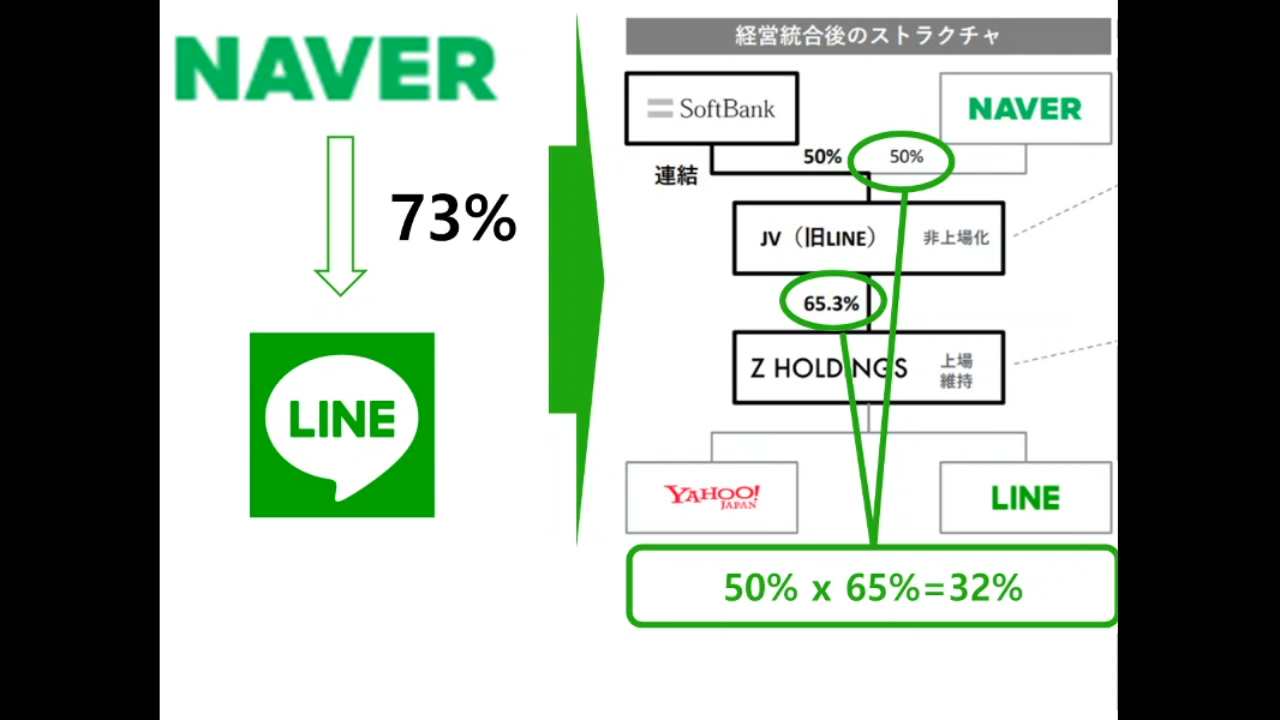 NAVER
73%
LINE
経営統合後のストラクチャ
SoftBank
NAVER
50%
50%
連結
JV（旧LINE）
非上場化
65.3%
Z HOLDINGS
上場
維持
YAHOO!
JAPAN
LINE
50% x 65%=32%